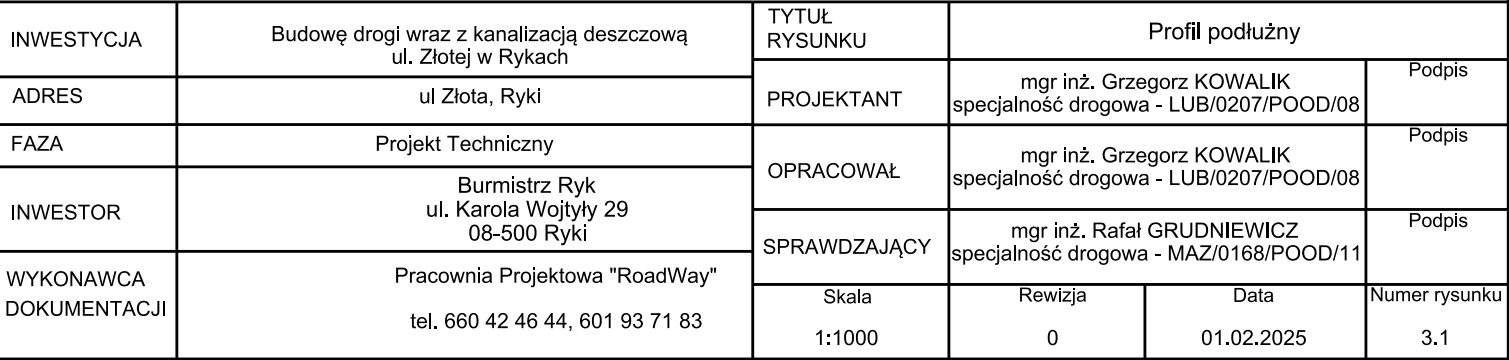 INWESTYCJA
Budowę drogi wraz z kanalizacją deszczową
ul. Złotej w Rykach
ADRES
ul Złota, Ryki
FAZA
Projekt Techniczny
INWESTOR
Burmistrz Ryk
ul. Karola Wojtyły 29
08-500 Ryki
WYKONAWCA
DOKUMENTACJI
Pracownia Projektowa "RoadWay"
tel. 660 42 46 44, 601 93 71 83
TYTUŁ
RYSUNKU
Profil podłużny
PROJEKTANT
mgr inż. Grzegorz KOWALIK
specjalność drogowa - LUB/0207/POOD/08
Podpis
OPRACOWAŁ
mgr inż. Grzegorz KOWALIK
specjalność drogowa - LUB/0207/POOD/08
Podpis
SPRAWDZAJĄCY
mgr inż. Rafał GRUDNIEWICZ
specjalność drogowa - MAZ/0168/POOD/11
Podpis
Skala
1:1000
Rewizja
0
Data
01.02.2025
Numer rysunku
3.1